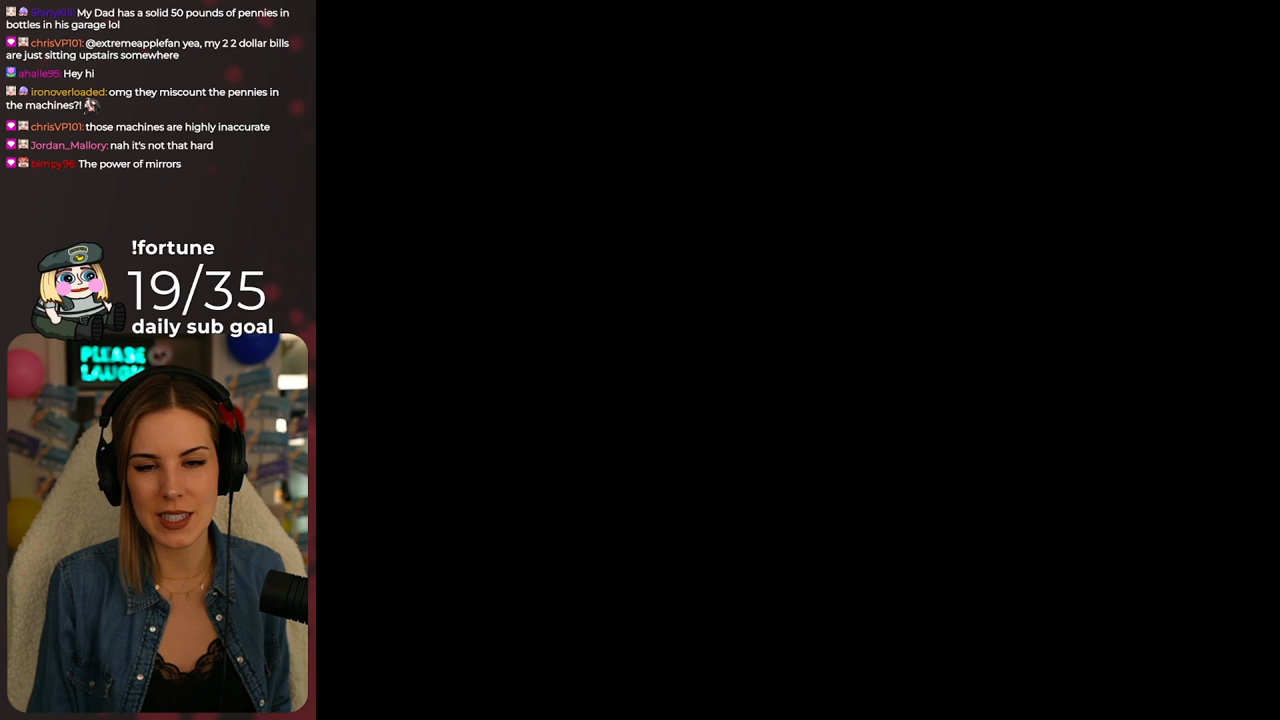 ShinyXIII: My Dad has a solid 50 pounds of pennies in
bottles in his garage lol
chrisVP101: @extremeapplefan yea, my 2 2 dollar bills
are just sitting upstairs somewhere
ahalle95: Hey hi
ironoverloaded: omg they miscount the pennies in
the machines?!
chrisVP101: those machines are highly inaccurate
Jordan_Mallory: nah it's not that hard
bimpy96: The power of mirrors
!fortune
19/35
daily sub goal
PLEASE
LAUGH